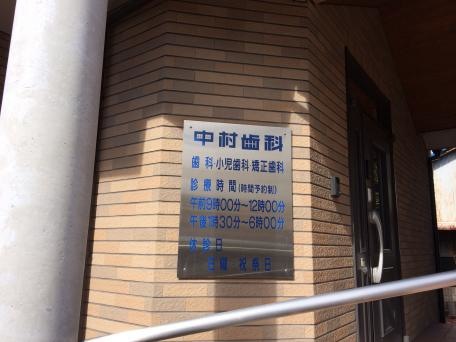 中村歯科
歯科・小児歯科・矯正歯科
診療時間(時間予約制)
午前9時00分～12時00分
午後1時30分～6時00分
休診日
日曜 祝祭日